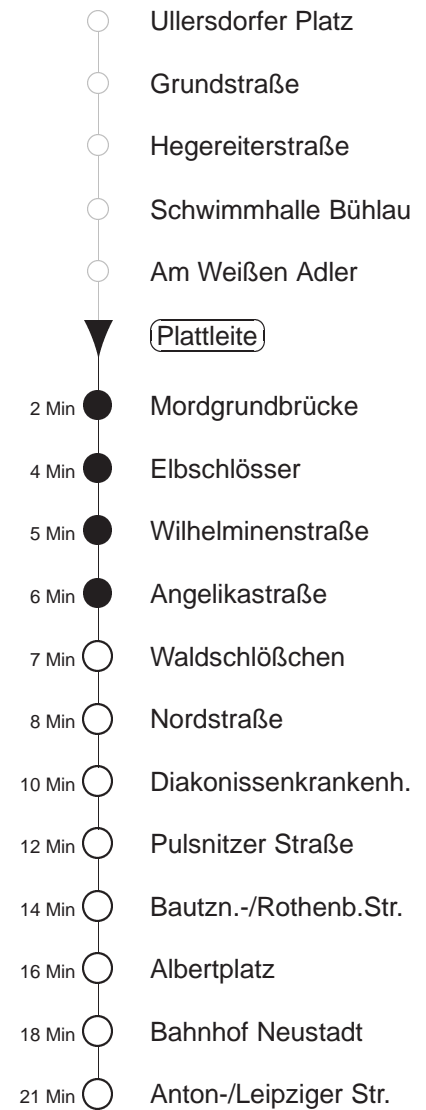 Ullersdorfer Platz
Grundstraße
Hegereiterstraße
Schwimmhalle Bühlau
Am Weißen Adler
Plattleite
2 Min Mordgrundbrücke
4 Min Elbschlösser
5 Min Wilhelminenstraße
6 Min Angelikastraße
7 Min Waldschlößchen
8 Min Nordstraße
10 Min Diakonissenkrankenh.
12 Min Pulsnitzer Straße
14 Min Bautzn.-/Rothenb.Str.
16 Min Albertplatz
18 Min Bahnhof Neustadt
21 Min Anton-/Leipziger Str.